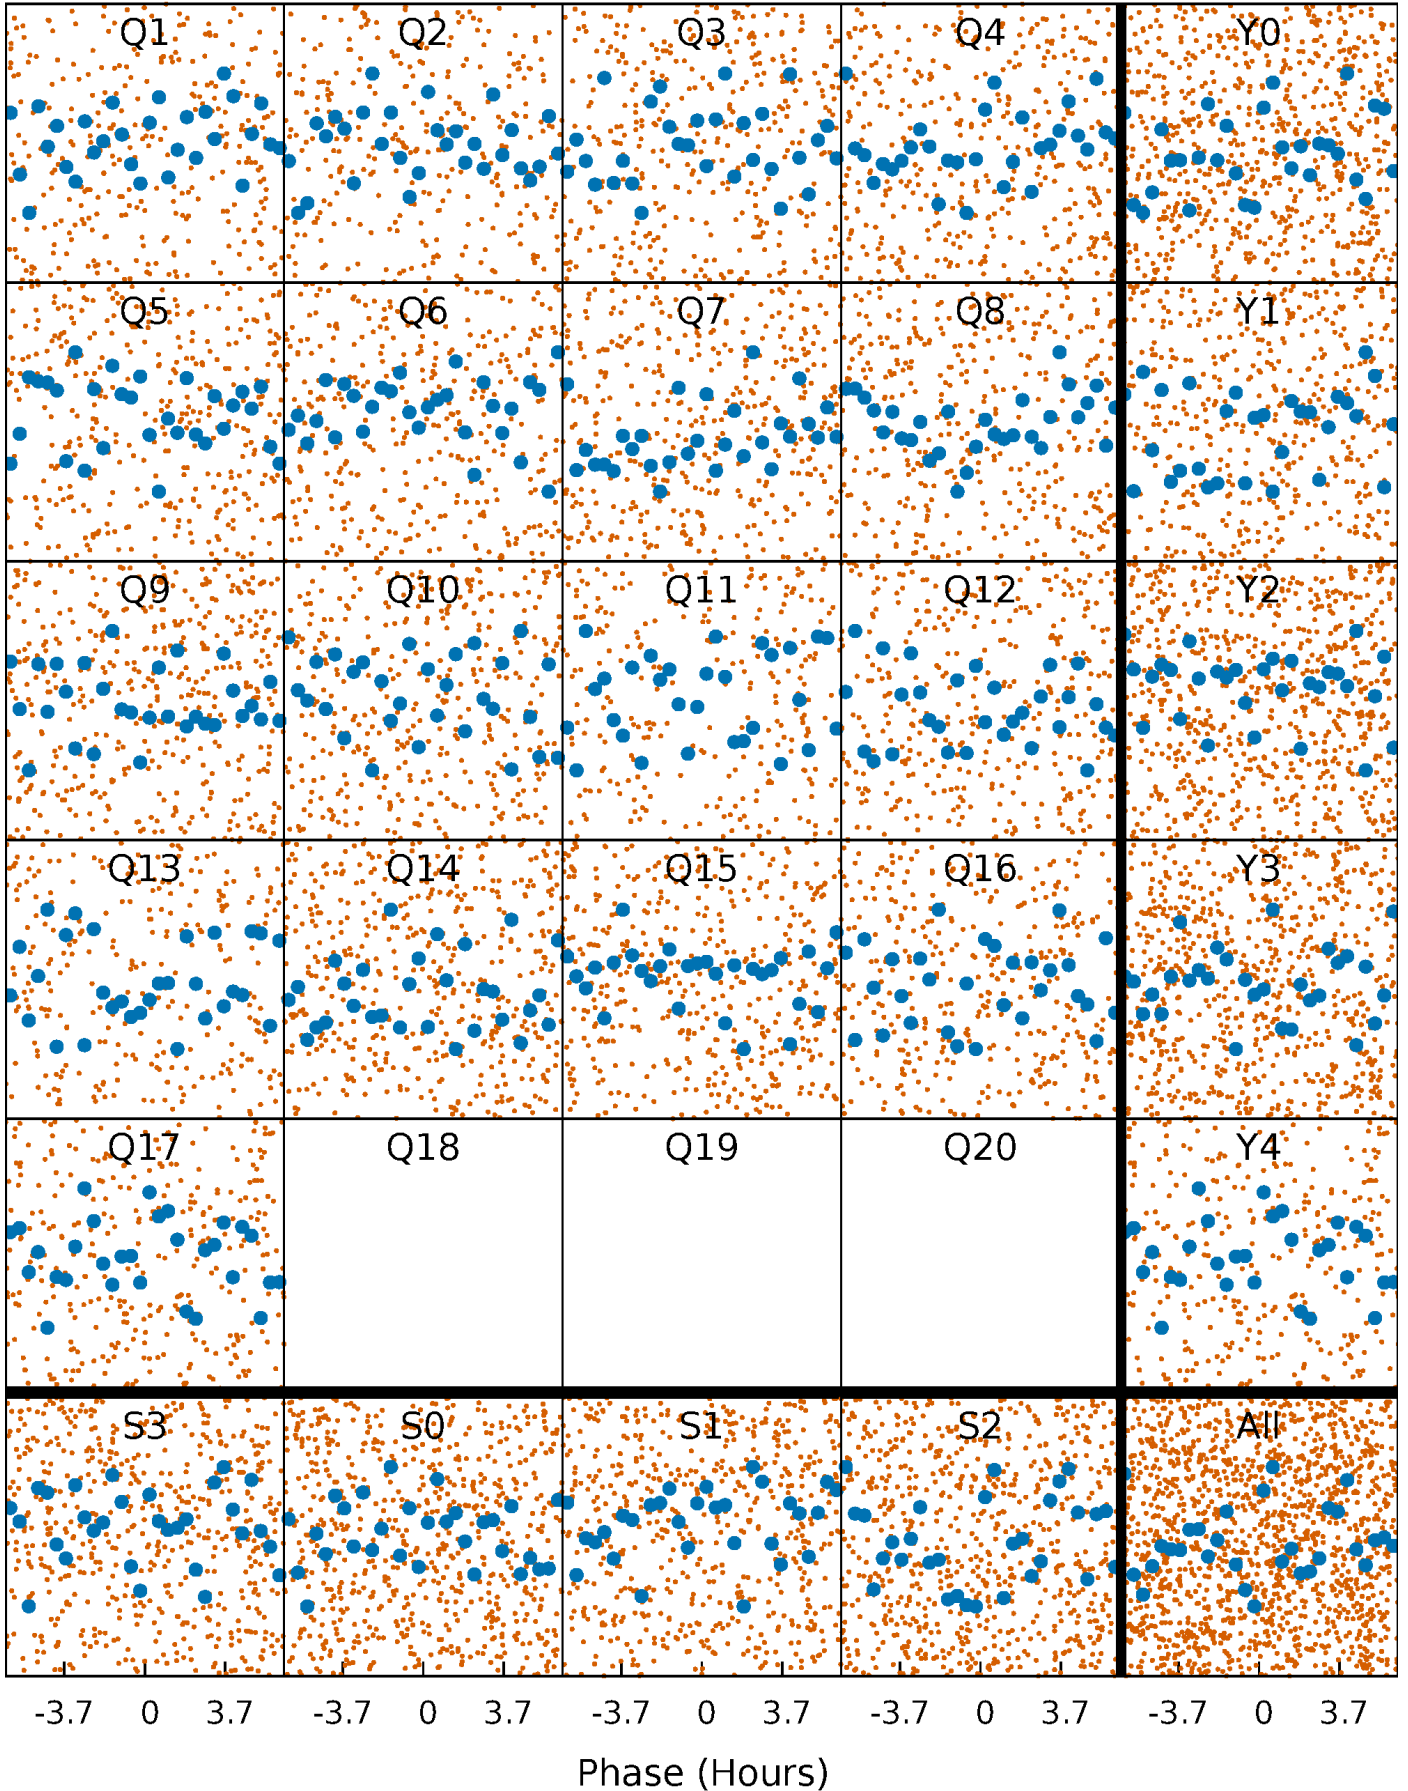 Q1 Q2 Q3 Q4 Y0
Q5 Q6 Q7 Q8 Y1
Q9 Q10 Q11 Q12 Y2
Q13 Q14 Q15 Q16 Y3
Q17 Q18 Q19 Q20 Y4
S3 S0 S1 S2 All
-3.7 0 3.7 -3.7 0 3.7 -3.7 0 3.7 -3.7 0 3.7 -3.7 0 3.7
Phase (Hours)